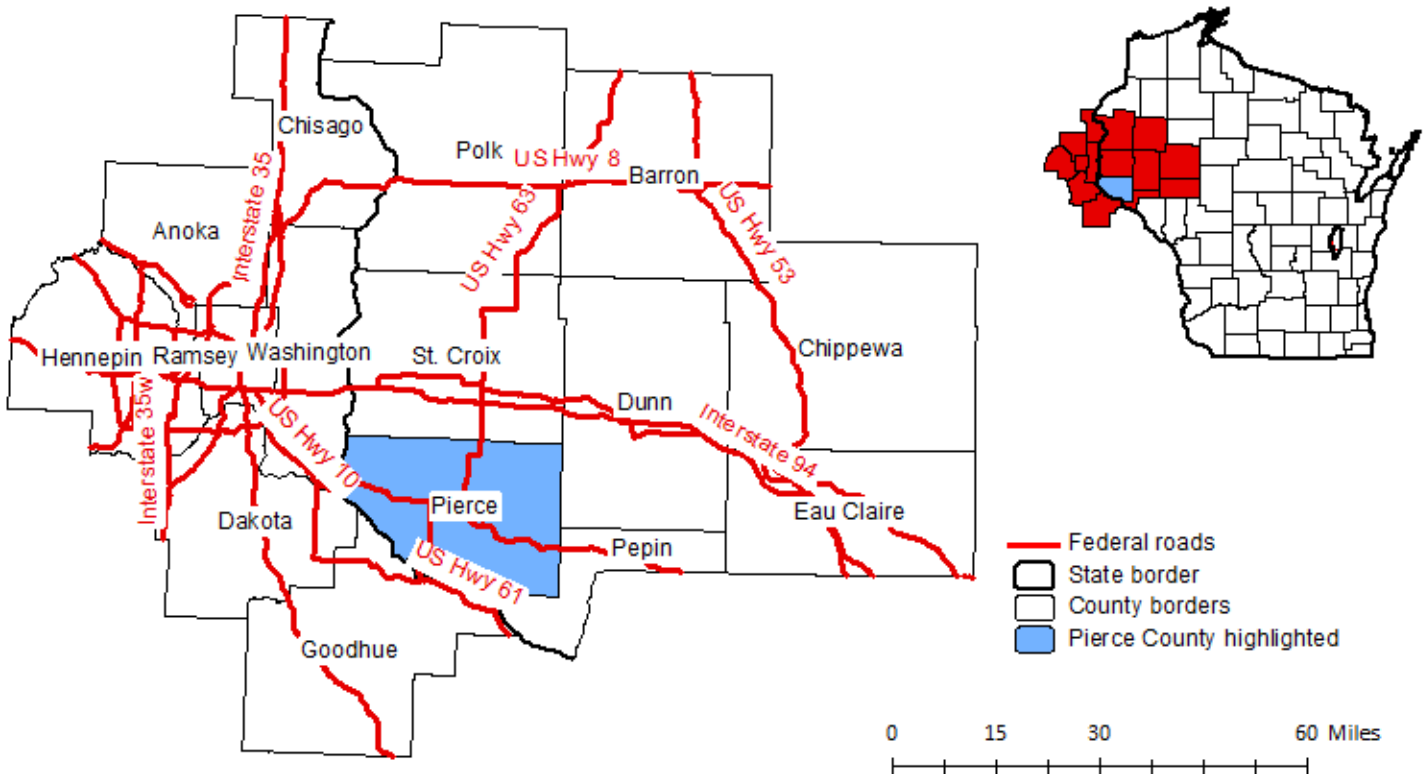 Chisago
Polk
US Hwy 8
Barron
Interstate 35
US Hwy 63
US Hwy 53
Anoka
Hennepin
Ramsey
Washington
St. Croix
Chippewa
Dunn
Interstate 35w
US Hwy 10
Interstate 94
Dakota
Pierce
Eau Claire
Pepin
US Hwy 61
Goodhue
Federal roads
State border
County borders
Pierce County highlighted
0 15 30 60 Miles